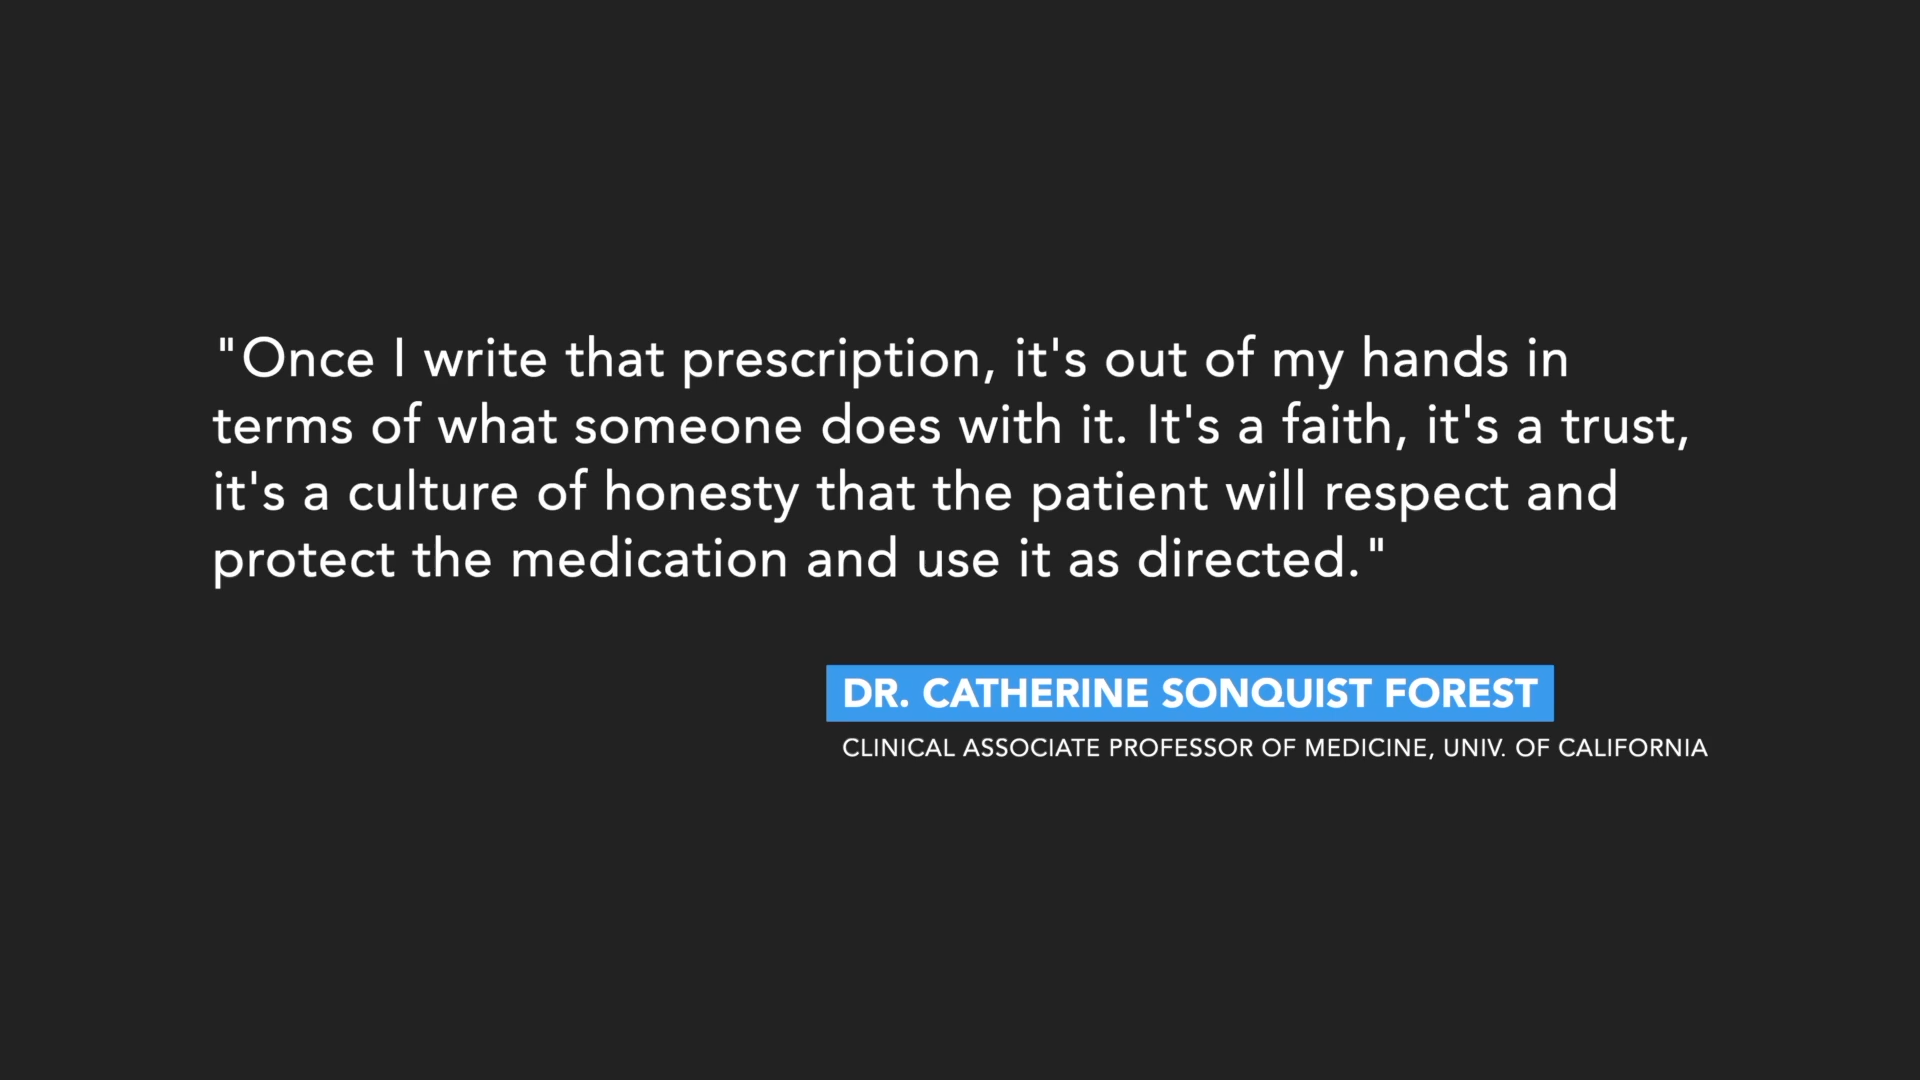 "Once I write that prescription, it's out of my hands in
terms of what someone does with it. It's a faith, it's a trust,
it's a culture of honesty that the patient will respect and
protect the medication and use it as directed."
DR. CATHERINE SONQUIST FOREST
CLINICAL ASSOCIATE PROFESSOR OF MEDICINE, UNIV. OF CALIFORNIA